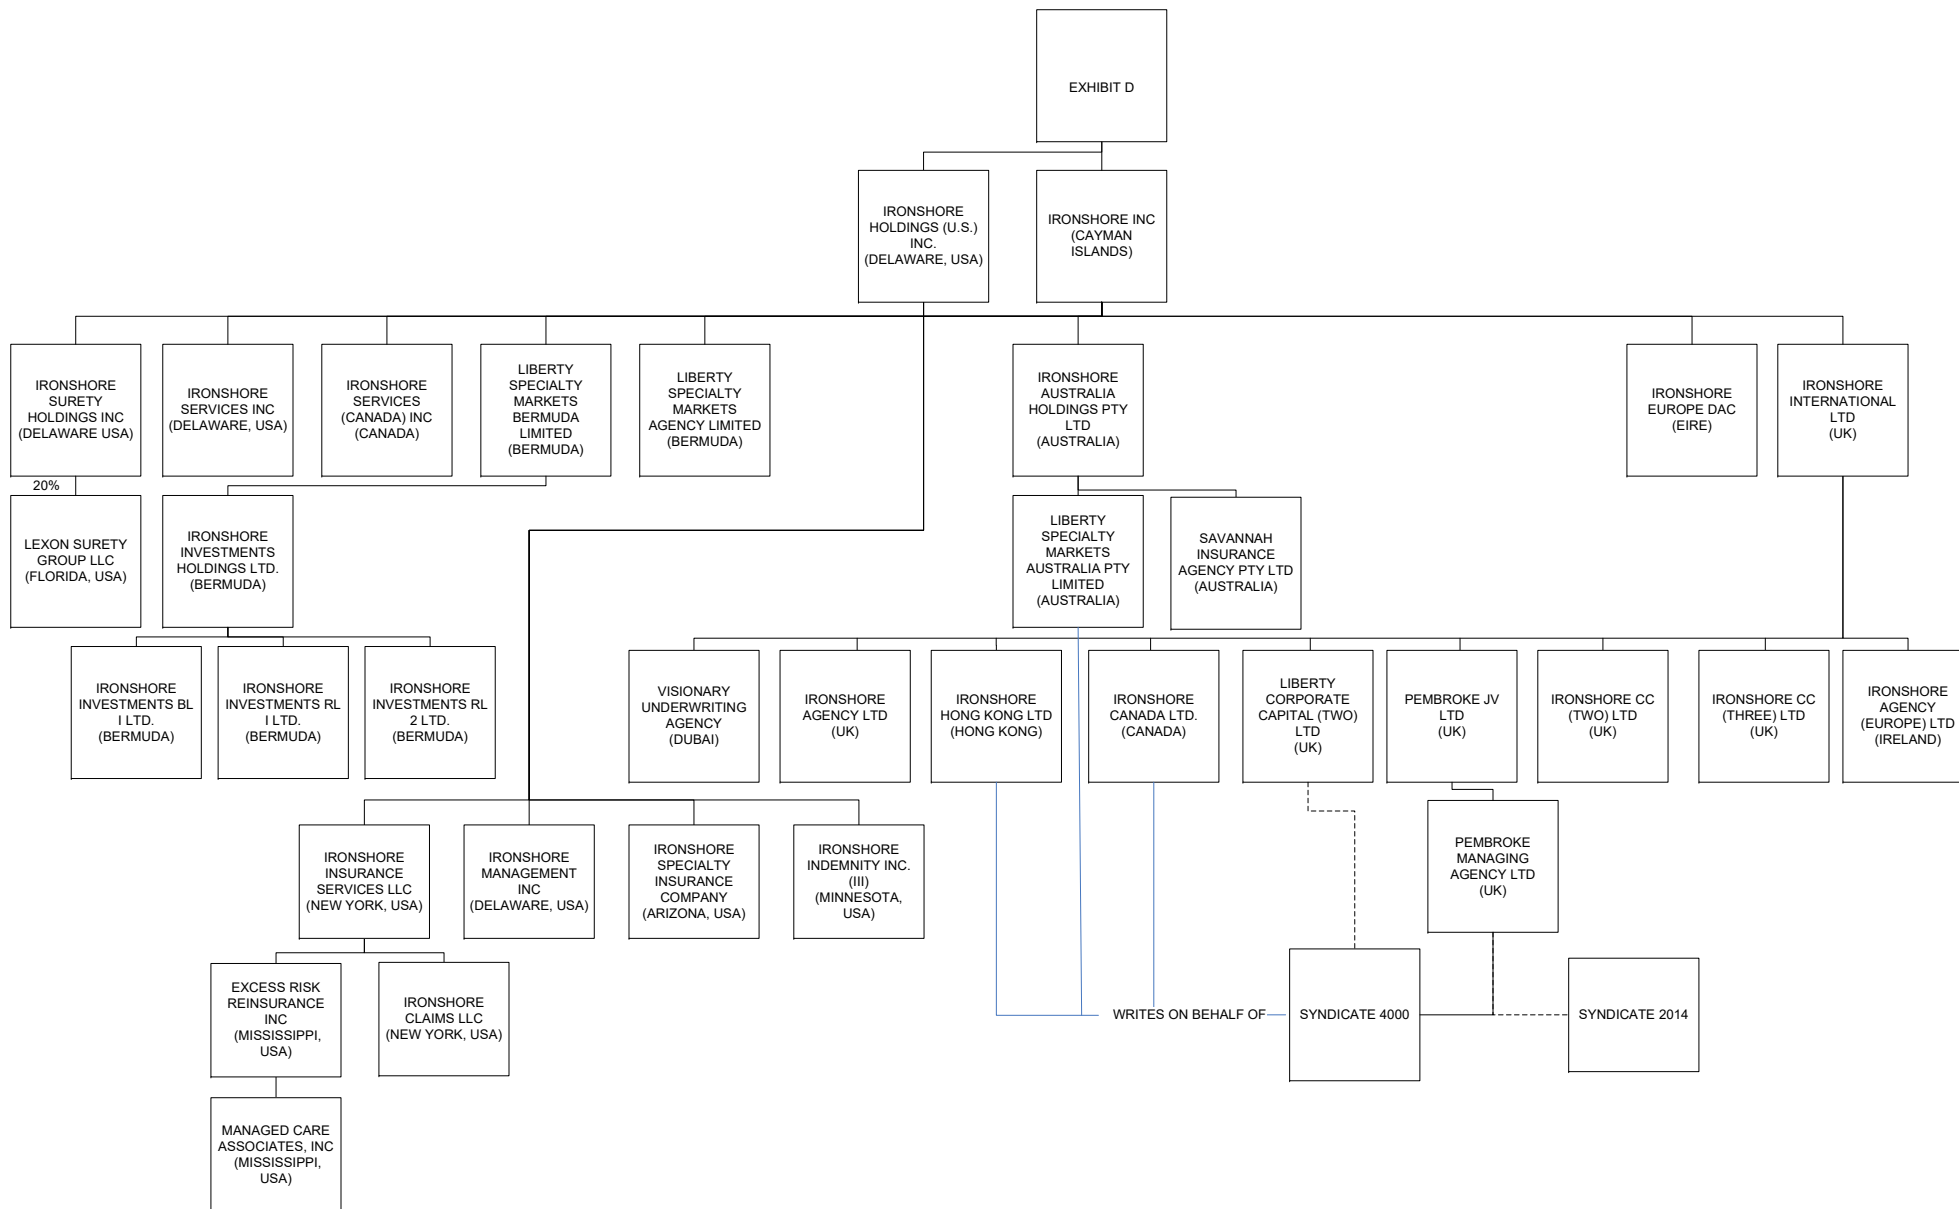 EXHIBIT D
IRONSHORE
HOLDINGS (U.S.)
INC.
(DELAWARE, USA)
IRONSHORE INC
(CAYMAN
ISLANDS)
IRONSHORE
SURETY
HOLDINGS INC
(DELAWARE USA)
IRONSHORE
SERVICES INC
(DELAWARE, USA)
IRONSHORE
SERVICES
(CANADA) INC
(CANADA)
LIBERTY
SPECIALTY
MARKETS
BERMUDA
LIMITED
(BERMUDA)
LIBERTY
SPECIALTY
MARKETS
AGENCY LIMITED
(BERMUDA)
IRONSHORE
AUSTRALIA
HOLDINGS PTY
LTD
(AUSTRALIA)
IRONSHORE
EUROPE DAC
(EIRE)
IRONSHORE
INTERNATIONAL
LTD
(UK)
20%
LEXON SURETY
GROUP LLC
(FLORIDA, USA)
IRONSHORE
INVESTMENTS
HOLDINGS LTD.
(BERMUDA)
LIBERTY
SPECIALTY
MARKETS
AUSTRALIA PTY
LIMITED
(AUSTRALIA)
SAVANNAH
INSURANCE
AGENCY PTY LTD
(AUSTRALIA)
IRONSHORE
INVESTMENTS BL
I LTD.
(BERMUDA)
IRONSHORE
INVESTMENTS RL
I LTD.
(BERMUDA)
IRONSHORE
INVESTMENTS RL
2 LTD.
(BERMUDA)
VISIONARY
UNDERWRITING
AGENCY
(DUBAI)
IRONSHORE
AGENCY LTD
(UK)
IRONSHORE
HONG KONG LTD
(HONG KONG)
IRONSHORE
CANADA LTD.
(CANADA)
LIBERTY
CORPORATE
CAPITAL (TWO)
LTD
(UK)
PEMBROKE JV
LTD
(UK)
IRONSHORE CC
(TWO) LTD
(UK)
IRONSHORE CC
(THREE) LTD
(UK)
IRONSHORE
AGENCY
(EUROPE) LTD
(IRELAND)
IRONSHORE
INSURANCE
SERVICES LLC
(NEW YORK, USA)
IRONSHORE
MANAGEMENT
INC
(DELAWARE, USA)
IRONSHORE
SPECIALTY
INSURANCE
COMPANY
(ARIZONA, USA)
IRONSHORE
INDEMNITY INC.
(III)
(MINNESOTA,
USA)
PEMBROKE
MANAGING
AGENCY LTD
(UK)
EXCESS RISK
REINSURANCE
INC
(MISSISSIPPI,
USA)
IRONSHORE
CLAIMS LLC
(NEW YORK, USA)
WRITES ON BEHALF OF
SYNDICATE 4000
SYNDICATE 2014
MANAGED CARE
ASSOCIATES, INC
(MISSISSIPPI,
USA)